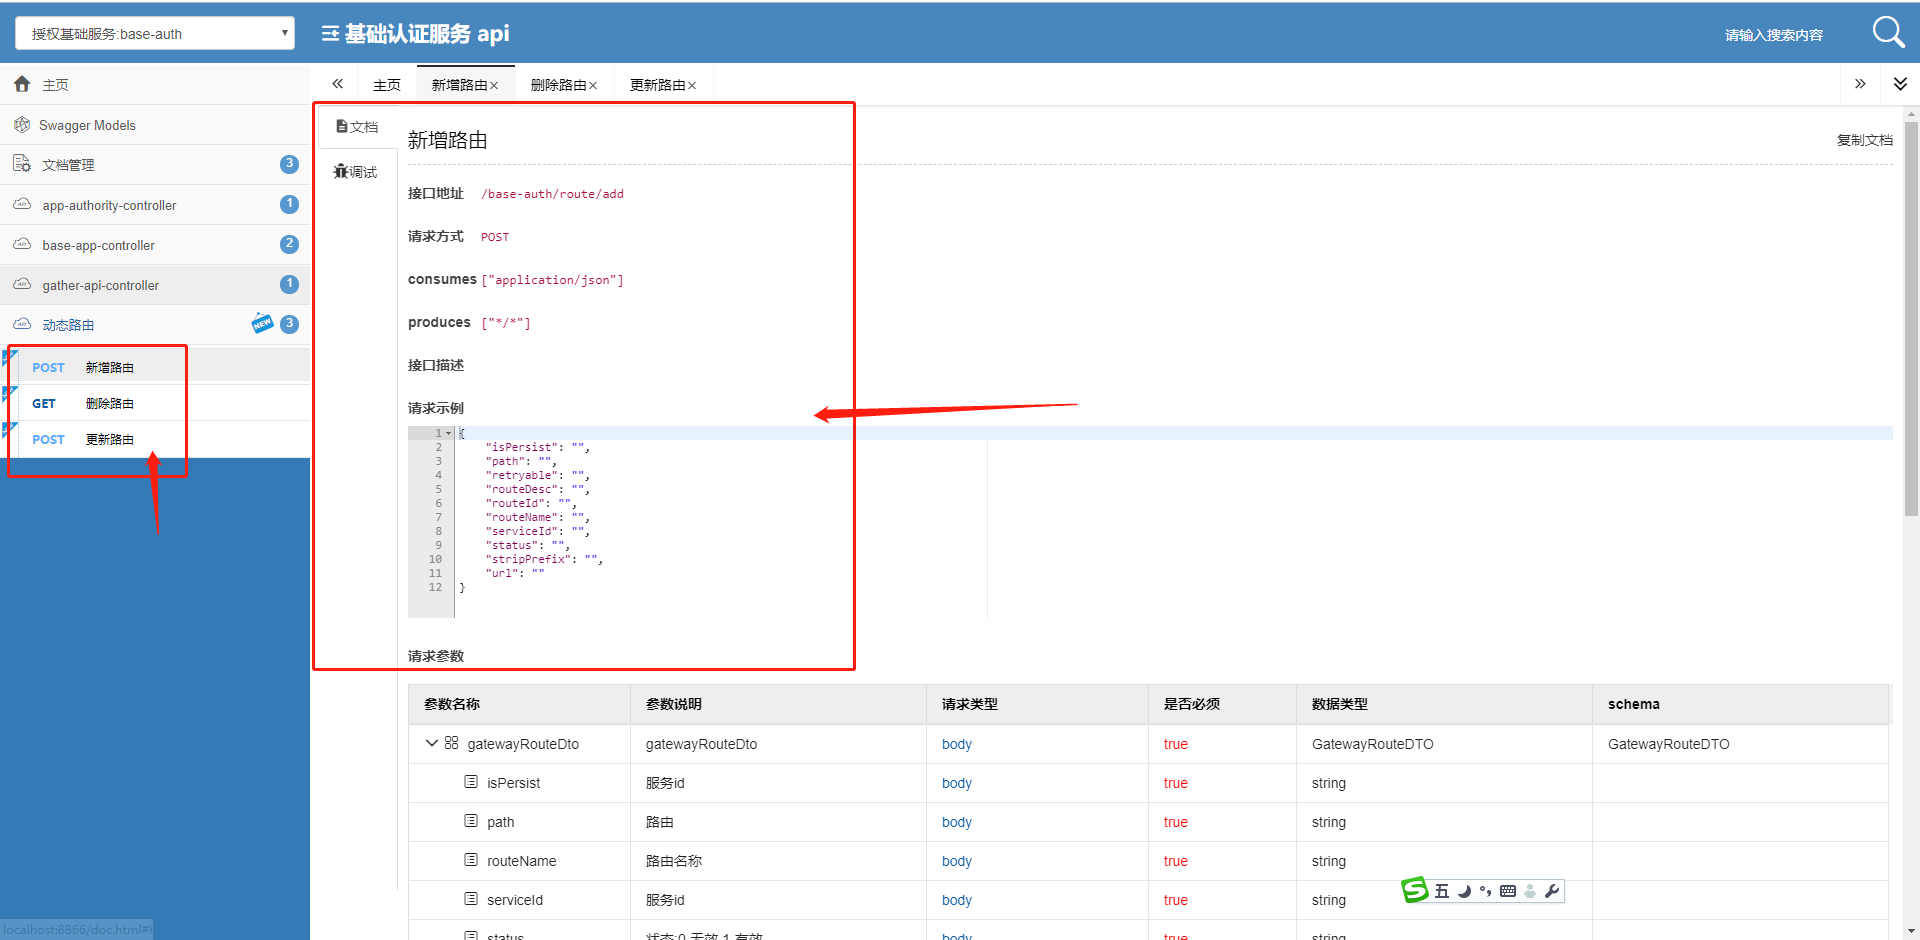 授权基础服务:base-auth
基础认证服务 api
请输入搜索内容
主页
Swagger Models
文档管理 3
app-authority-controller 1
base-app-controller 2
gather-api-controller 1
动态路由 NEW 3
POST 新增路由
GET 删除路由
POST 更新路由
localhost:8866/doc.html#
主页 新增路由× 删除路由× 更新路由×
文档
调试
新增路由
复制文档
接口地址 /base-auth/route/add
请求方式 POST
consumes ["application/json"]
produces ["*/*"]
接口描述
请求示例
1 {
2 "isPersist": "",
3 "path": "",
4 "retryable": "",
5 "routeDesc": "",
6 "routeId": "",
7 "routeName": "",
8 "serviceId": "",
9 "status": "",
10 "stripPrefix": "",
11 "url": ""
12 }
请求参数
参数名称 参数说明 请求类型 是否必须 数据类型 schema
gatewayRouteDto gatewayRouteDto body true GatewayRouteDTO GatewayRouteDTO
isPersist 服务id body true string
path 路由 body true string
routeName 路由名称 body true string
serviceId 服务id body true string
status 状态:0 无效 1 有效 body true string
五